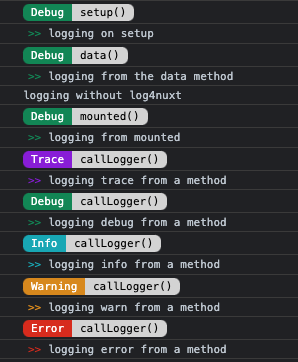 Debug setup()
>> logging on setup
Debug data()
>> logging from the data method
logging without log4nuxt
Debug mounted()
>> logging from mounted
Trace callLogger()
>> logging trace from a method
Debug callLogger()
>> logging debug from a method
Info callLogger()
>> logging info from a method
Warning callLogger()
>> logging warn from a method
Error callLogger()
>> logging error from a method